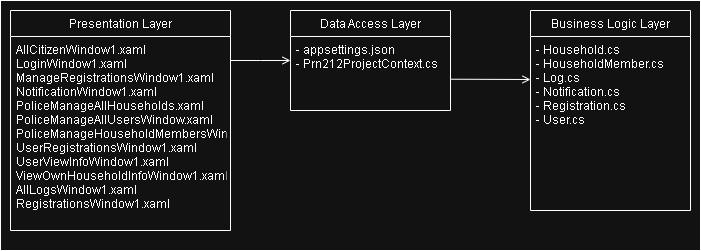 Presentation Layer
AllCitizenWindow1.xaml
LoginWindow1.xaml
ManageRegistrationsWindow1.xaml
NotificationWindow1.xaml
PoliceManageAllHouseholds.xaml
PoliceManageAllUsersWindow.xaml
PoliceManageHouseholdMembersWin
UserRegistrationsWindow1.xaml
UserViewInfoWindow1.xaml
ViewOwnHouseholdInfoWindow1.xaml
AllLogsWindow1.xaml
RegistrationsWindow1.xaml
Data Access Layer
- appsettings.json
- Prn212ProjectContext.cs
Business Logic Layer
- Household.cs
- HouseholdMember.cs
- Log.cs
- Notification.cs
- Registration.cs
- User.cs